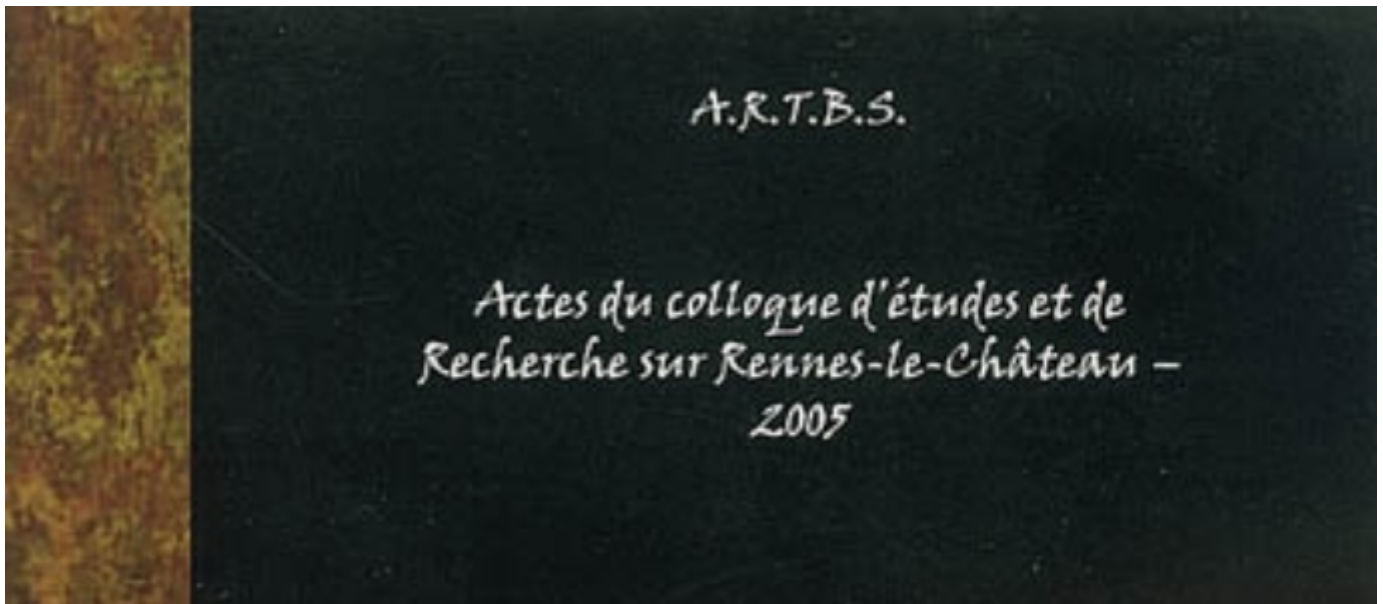 A.R.T.B.S.
Actes du colloque d'études et de
Recherche sur Rennes-le-Château –
2005